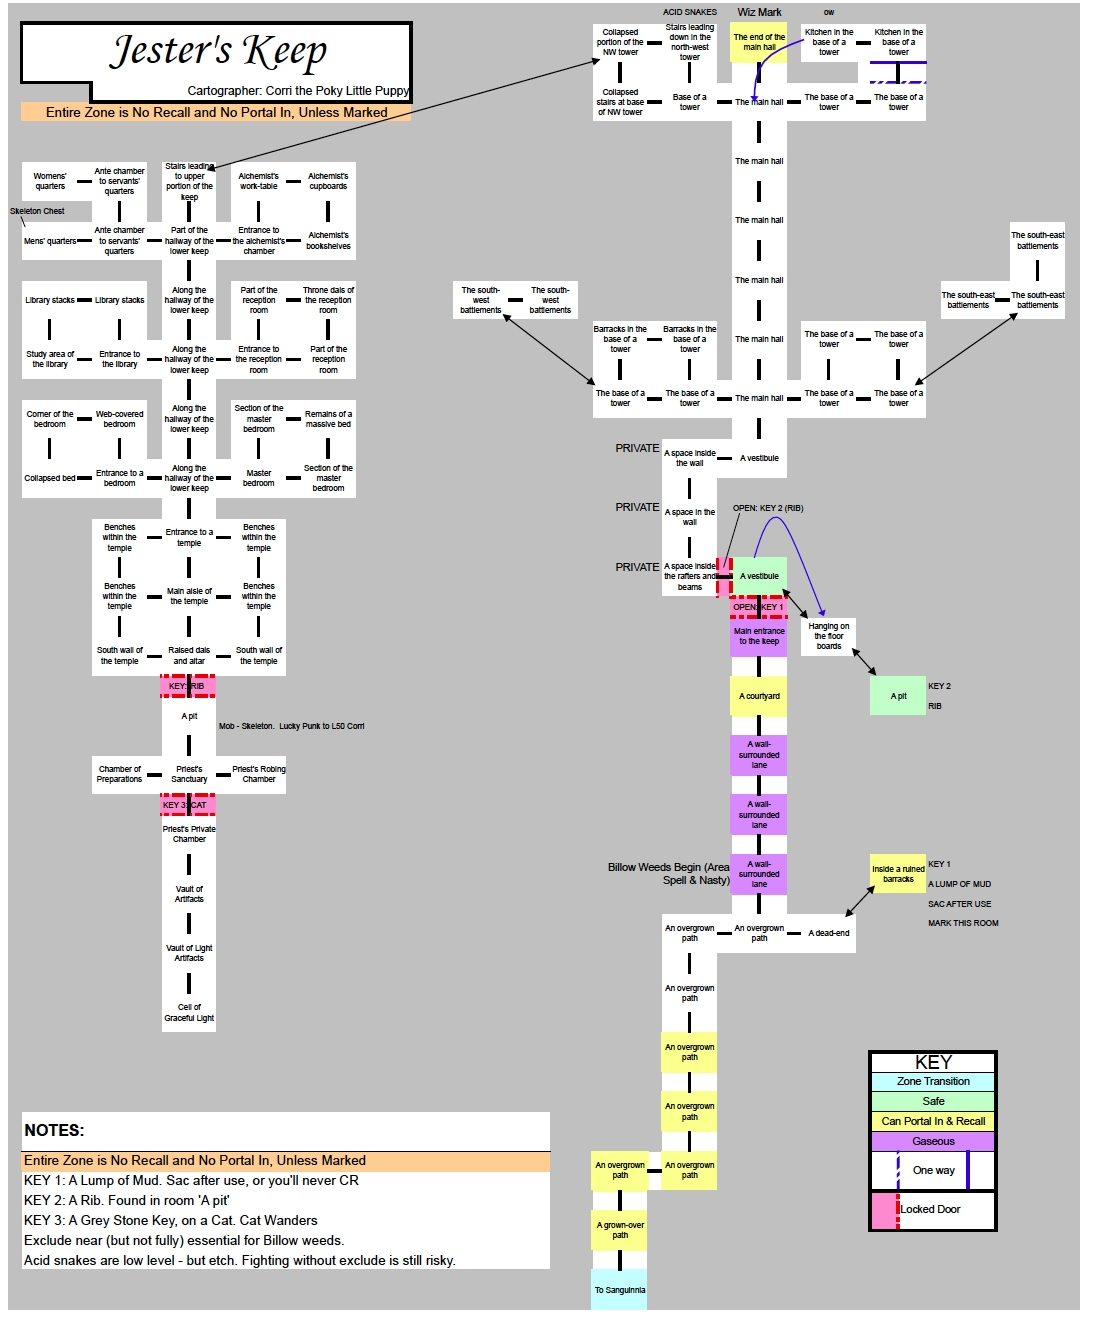 Jester's Keep
Cartographer: Corri the Poky Little Puppy
Entire Zone is No Recall and No Portal In, Unless Marked
ACID SNAKES
Wiz Mark
ow
Collapsed
portion of the
NW tower
Stairs leading
down in the
north-west
tower
The end of the
main hall
Kitchen in the
base of a
tower
Kitchen in the
base of a
tower
Collapsed
stairs at base
of NW tower
Base of a
tower
The main hall
The base of a
tower
The base of a
tower
The main hall
The main hall
The main hall
The main hall
Womens'
quarters
Ante chamber
to servants'
quarters
Stairs leading
to upper
portion of the
keep
Alchemist's
work-table
Alchemist's
cupboards
Skeleton Chest
Mens' quarters
Ante chamber
to servants'
quarters
Part of the
hallway of the
lower keep
Entrance to
the alchemist's
chamber
Alchemist's
bookshelves
Library stacks
Library stacks
Along the
hallway of the
lower keep
Part of the
reception
room
Throne dais of
the reception
room
Study area of
the library
Entrance to
the library
Along the
hallway of the
lower keep
Entrance to
the reception
room
Part of the
reception
room
Corner of the
bedroom
Web-covered
bedroom
Along the
hallway of the
lower keep
Section of the
master
bedroom
Remains of a
massive bed
Collapsed bed
Entrance to a
bedroom
Along the
hallway of the
lower keep
Master
bedroom
Section of the
master
bedroom
Benches
within the
temple
Entrance to a
temple
Benches
within the
temple
Benches
within the
temple
Main aisle of
the temple
Benches
within the
temple
South wall of
the temple
Raised dais
and altar
South wall of
the temple
KEY: RIB
A pit
Mob - Skeleton. Lucky Punk to L50 Corri
Chamber of
Preparations
Priest's
Sanctuary
Priest's Robing
Chamber
KEY 3: CAT
Priest's Private
Chamber
Vault of
Artifacts
Vault of Light
Artifacts
Cell of
Graceful Light
The south-
west
battlements
The south-
west
battlements
The south-east
battlements
The south-east
battlements
The south-east
battlements
Barracks in the
base of a
tower
Barracks in the
base of a
tower
The base of a
tower
The base of a
tower
The base of a
tower
The base of a
tower
The main hall
The base of a
tower
The base of a
tower
PRIVATE
A space inside
the wall
A vestibule
PRIVATE
A space in the
wall
OPEN: KEY 2 (RIB)
PRIVATE
A space inside
the rafters and
beams
A vestibule
OPEN: KEY 1
Main entrance
to the keep
Hanging on
the floor
boards
A courtyard
A pit
KEY 2
RIB
A wall-
surrounded
lane
A wall-
surrounded
lane
Billow Weeds Begin (Area
Spell & Nasty)
A wall-
surrounded
lane
Inside a ruined
barracks
KEY 1
A LUMP OF MUD
SAC AFTER USE
MARK THIS ROOM
An overgrown
path
An overgrown
path
A dead-end
An overgrown
path
An overgrown
path
An overgrown
path
An overgrown
path
An overgrown
path
A grown-over
path
To Sanguinnia
KEY
Zone Transition
Safe
Can Portal In & Recall
Gaseous
One way
Locked Door
NOTES:
Entire Zone is No Recall and No Portal In, Unless Marked
KEY 1: A Lump of Mud. Sac after use, or you'll never CR
KEY 2: A Rib. Found in room 'A pit'
KEY 3: A Grey Stone Key, on a Cat. Cat Wanders
Exclude near (but not fully) essential for Billow weeds.
Acid snakes are low level - but etch. Fighting without exclude is still risky.